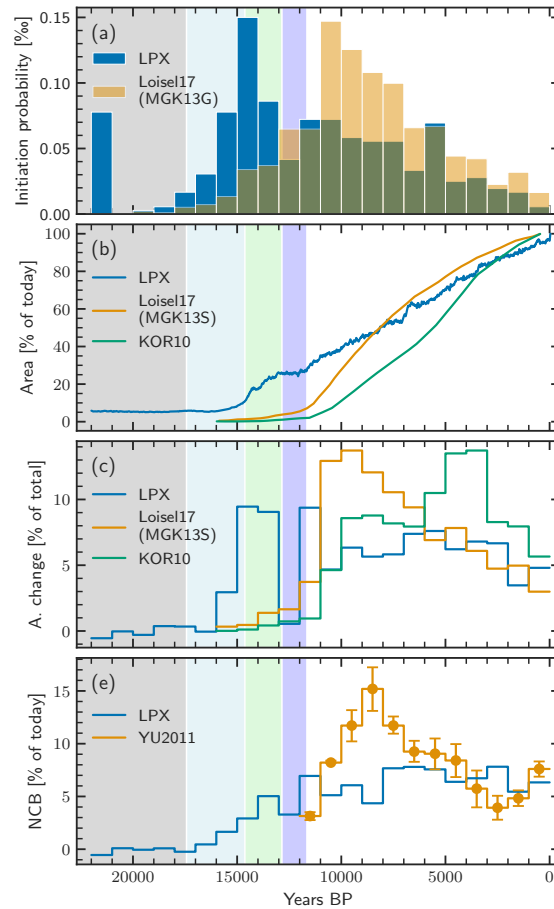 (a)
Initiation probability [‰]
0.15
0.10
0.05
0.00
LPX
Loisel17
(MGK13G)
(b)
Area [% of today]
100
80
60
40
20
0
LPX
Loisel17
(MGK13S)
KOR10
(c)
A. change [% of total]
10
5
0
LPX
Loisel17
(MGK13S)
KOR10
(e)
NCB [% of today]
15
10
5
0
LPX
YU2011
20000 15000 10000 5000 0
Years BP